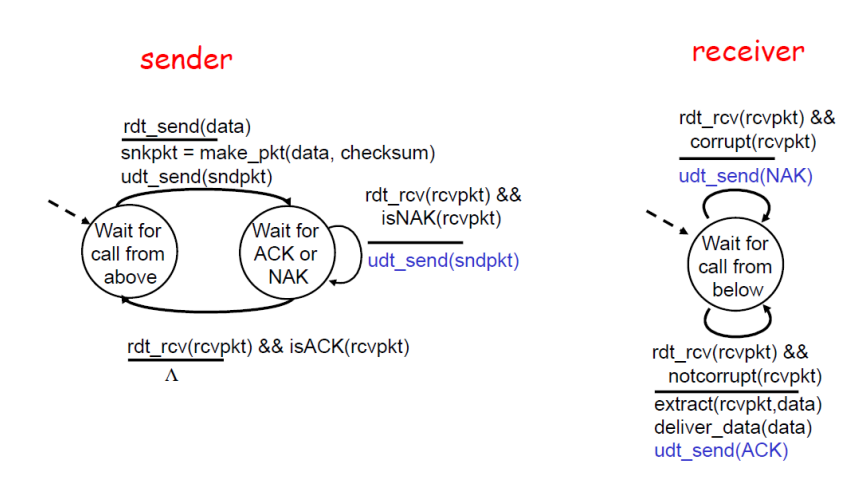 sender
rdt_send(data)
snkpkt = make_pkt(data, checksum)
udt_send(sndpkt)
Wait for
call from
above
Wait for
ACK or
NAK
rdt_rcv(rcvpkt) &&
isNAK(rcvpkt)
udt_send(sndpkt)
rdt_rcv(rcvpkt) && isACK(rcvpkt)
Λ
receiver
rdt_rcv(rcvpkt) &&
corrupt(rcvpkt)
udt_send(NAK)
Wait for
call from
below
rdt_rcv(rcvpkt) &&
notcorrupt(rcvpkt)
extract(rcvpkt,data)
deliver_data(data)
udt_send(ACK)